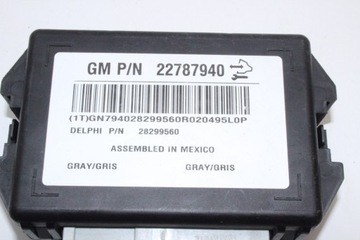 GM P/N 22787940
(1T)GN794028299560R020495L0P
DELPHI P/N 28299560
ASSEMBLED IN MEXICO
GRAY/GRIS GRAY/GRIS